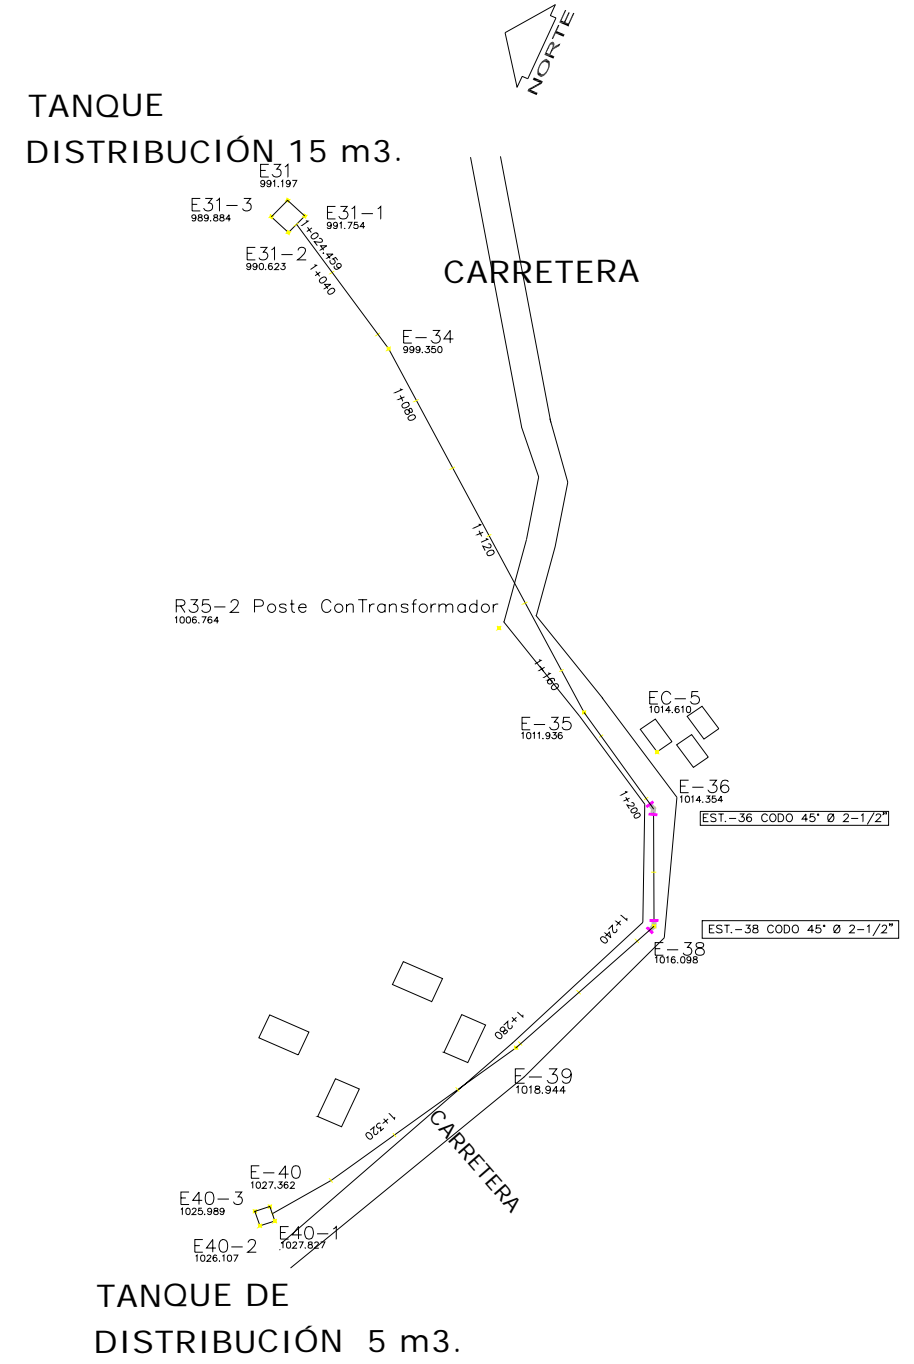 NORTE
TANQUE
DISTRIBUCIÓN 15 m3.
E31
991.197
E31-3
989.884
E31-1
991.754
E31-2
990.623
1+024.459
1+040
CARRETERA
E-34
999.350
1+080
1+120
R35-2 Poste ConTransformador
1006.764
1+160
EC-5
1014.610
E-35
1011.936
E-36
1014.354
1+200
EST.-36 CODO 45° Ø 2-1/2"
EST.-38 CODO 45° Ø 2-1/2"
1+240
E-38
1016.098
1+280
E-39
1018.944
1+320
CARRETERA
E-40
1027.362
E40-3
1025.989
E40-1
1027.827
E40-2
1026.107
TANQUE DE
DISTRIBUCIÓN 5 m3.